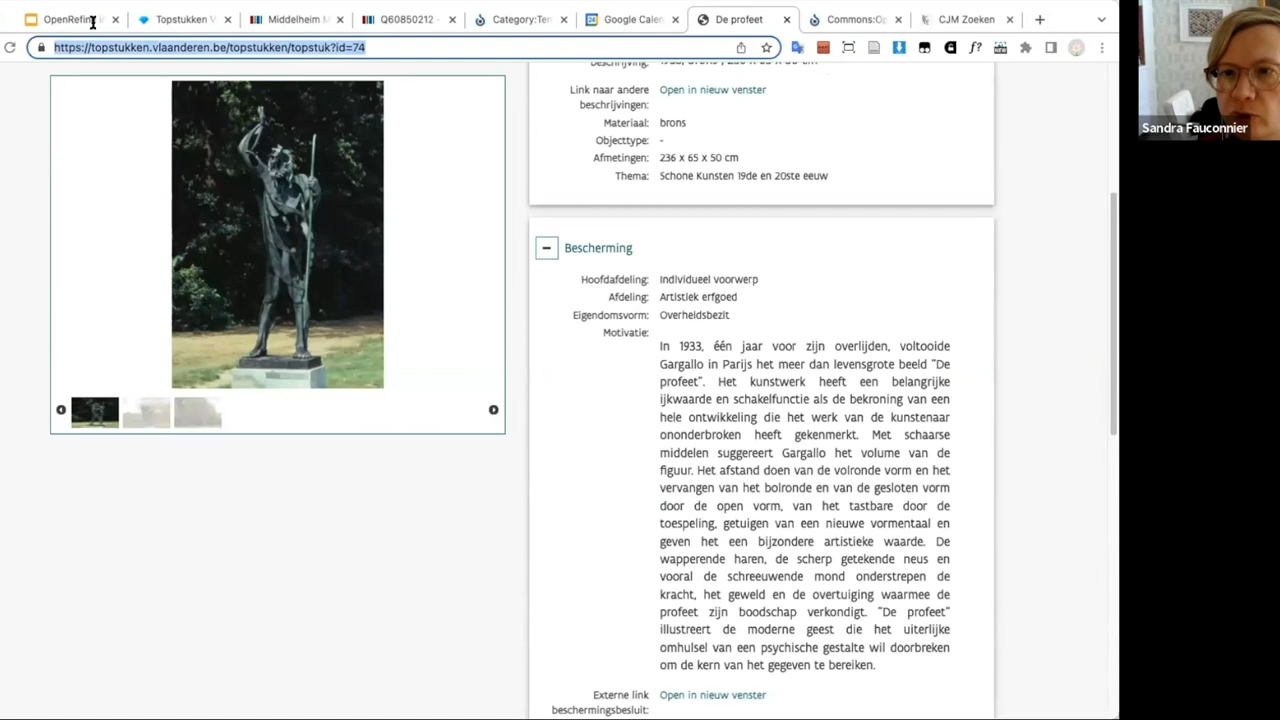 OpenRefine
Topstukken V
Middelheim M
Q60850212 -
Category:Ten
Google Calen
De profeet
Commons:Op
CJM Zoeken
https://topstukken.vlaanderen.be/topstukken/topstuk?id=74
Sandra Fauconnier
Link naar andere beschrijvingen:
Open in nieuw venster
Materiaal: brons
Objecttype: -
Afmetingen: 236 x 65 x 50 cm
Thema: Schone Kunsten 19de en 20ste eeuw
Bescherming
Hoofdafdeling: Individueel voorwerp
Afdeling: Artistiek erfgoed
Eigendomsvorm: Overheidsbezit
Motivatie:
In 1933, één jaar voor zijn overlijden, voltooide
Gargallo in Parijs het meer dan levensgrote beeld "De
profeet". Het kunstwerk heeft een belangrijke
ijkwaarde en schakelfunctie als de bekroning van een
hele ontwikkeling die het werk van de kunstenaar
ononderbroken heeft gekenmerkt. Met schaarse
middelen suggereert Gargallo het volume van de
figuur. Het afstand doen van de volronde vorm en het
vervangen van het bolronde en van de gesloten vorm
door de open vorm, van het tastbare door de
toespeling, getuigen van een nieuwe vormentaal en
geven het een bijzondere artistieke waarde. De
wapperende haren, de scherp getekende neus en
vooral de schreeuwende mond onderstrepen de
kracht, het geweld en de overtuiging waarmee de
profeet zijn boodschap verkondigt. "De profeet"
illustreert de moderne geest die het uiterlijke
omhulsel van een psychische gestalte wil doorbreken
om de kern van het gegeven te bereiken.
Externe link beschermingsbesluit:
Open in nieuw venster